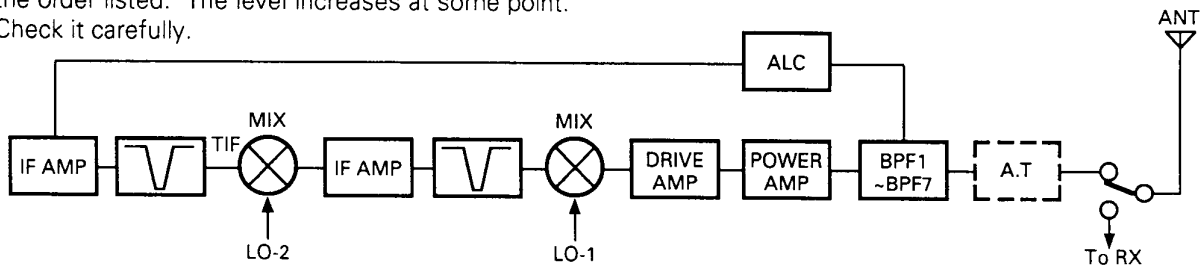 the order listed. The level increases at some point.
Check it carefully.
ANT
ALC
MIX
MIX
IF AMP
TIF
IF AMP
DRIVE
AMP
POWER
AMP
BPF1
~BPF7
A.T
LO-2
LO-1
To RX